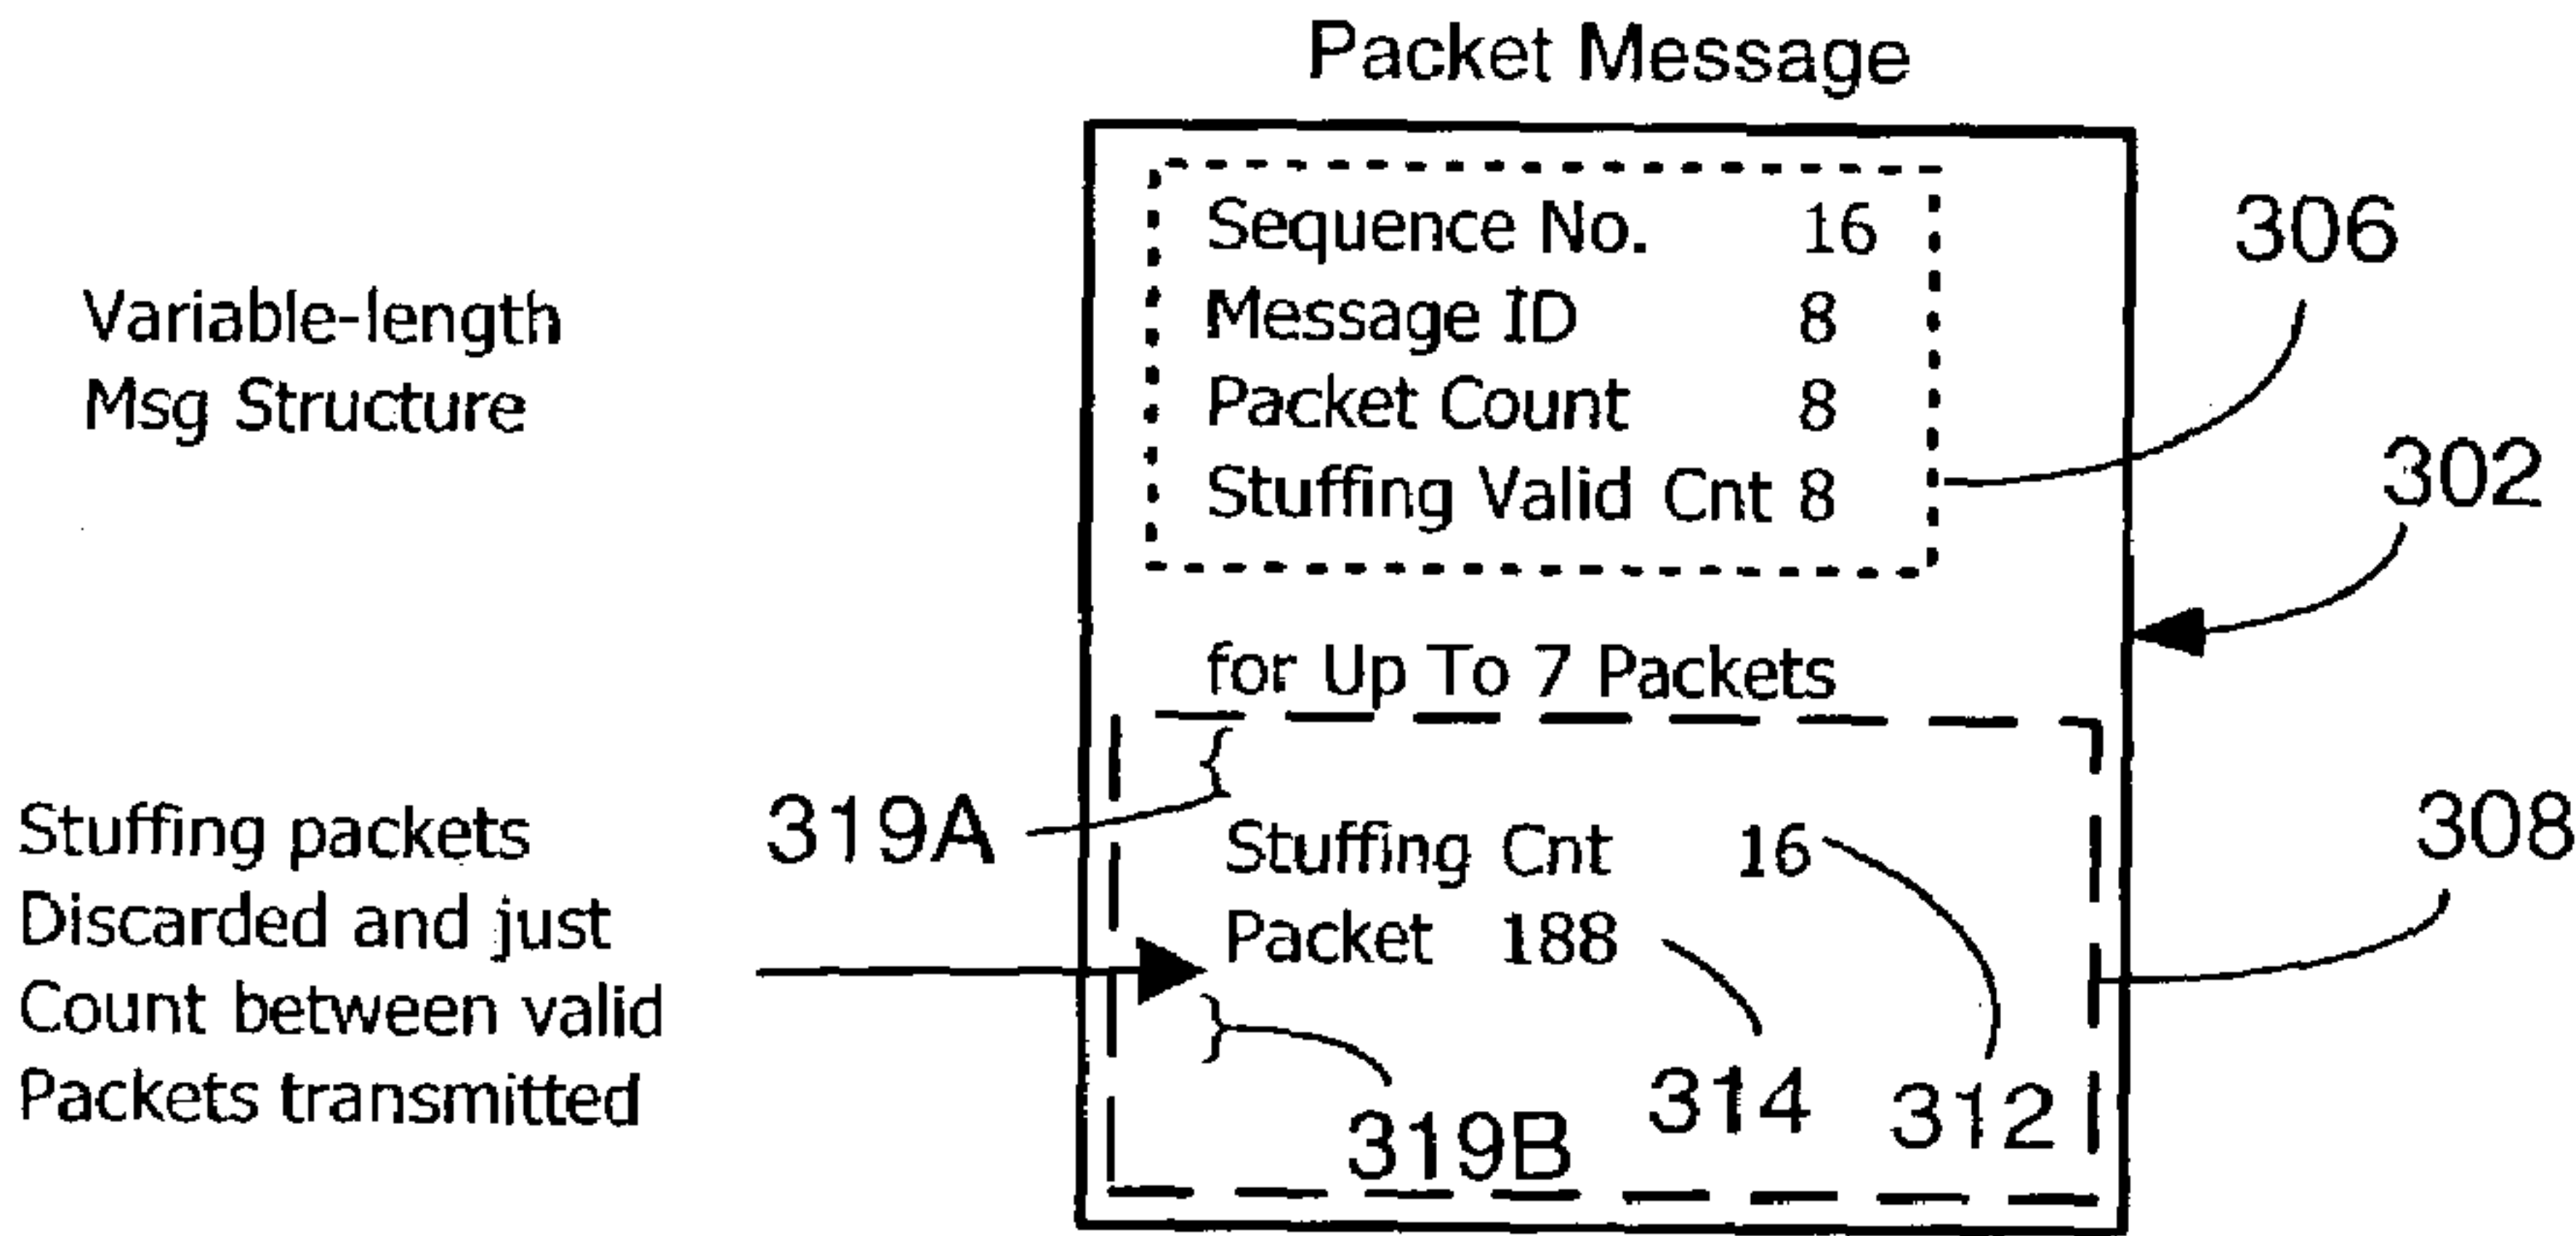 Packet Message
Variable-length
Msg Structure
Sequence No. 16
Message ID 8
Packet Count 8
Stuffing Valid Cnt 8
306
302
for Up To 7 Packets
{
319A
Stuffing packets
Discarded and just
Count between valid
Packets transmitted
Stuffing Cnt 16
Packet 188
}
308
319B
314
312